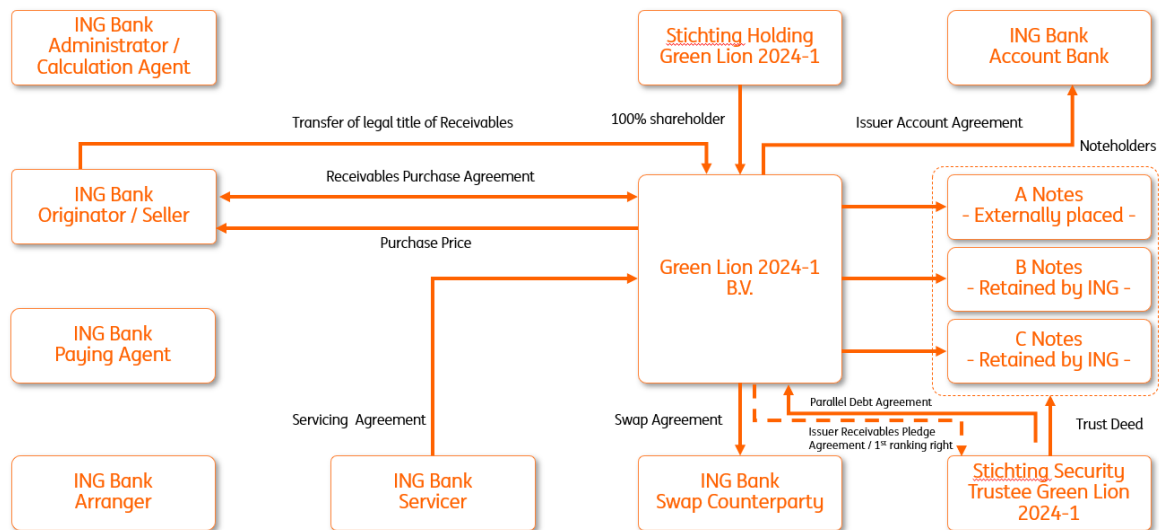 ING Bank
Administrator /
Calculation Agent
Stichting Holding
Green Lion 2024-1
ING Bank
Account Bank
Transfer of legal title of Receivables
100% shareholder
Issuer Account Agreement
Noteholders
ING Bank
Originator / Seller
Receivables Purchase Agreement
Purchase Price
Green Lion 2024-1
B.V.
A Notes
- Externally placed -
B Notes
- Retained by ING -
C Notes
- Retained by ING -
ING Bank
Paying Agent
Servicing Agreement
Swap Agreement
Parallel Debt Agreement
Issuer Receivables Pledge
Agreement / 1st ranking right
Trust Deed
ING Bank
Arranger
ING Bank
Servicer
ING Bank
Swap Counterparty
Stichting Security
Trustee Green Lion
2024-1